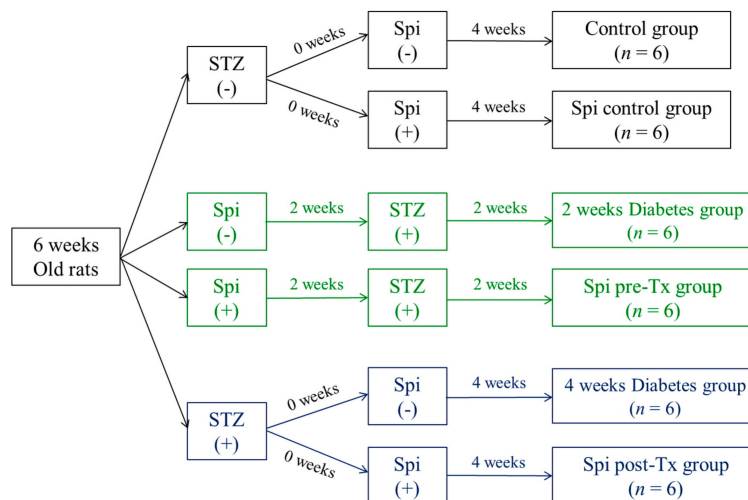 6 weeks
Old rats
STZ
(-)
0 weeks
Spi
(-)
4 weeks
Control group
(n = 6)
0 weeks
Spi
(+)
4 weeks
Spi control group
(n = 6)
Spi
(-)
2 weeks
STZ
(+)
2 weeks
2 weeks Diabetes group
(n = 6)
Spi
(+)
2 weeks
STZ
(+)
2 weeks
Spi pre-Tx group
(n = 6)
STZ
(+)
0 weeks
Spi
(-)
4 weeks
4 weeks Diabetes group
(n = 6)
0 weeks
Spi
(+)
4 weeks
Spi post-Tx group
(n = 6)